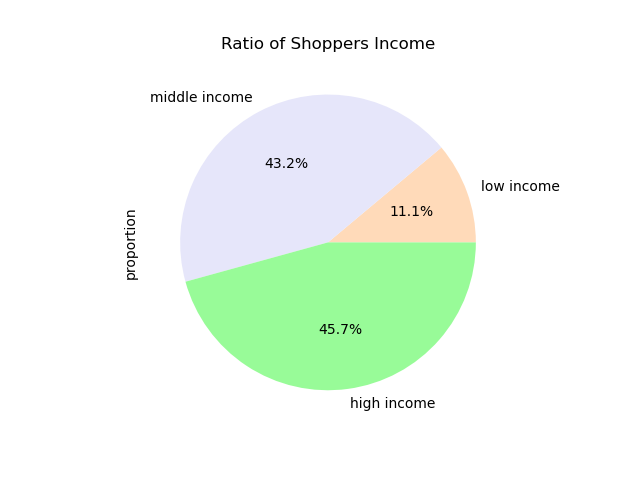 Ratio of Shoppers Income
middle income
43.2%
low income
11.1%
proportion
45.7%
high income